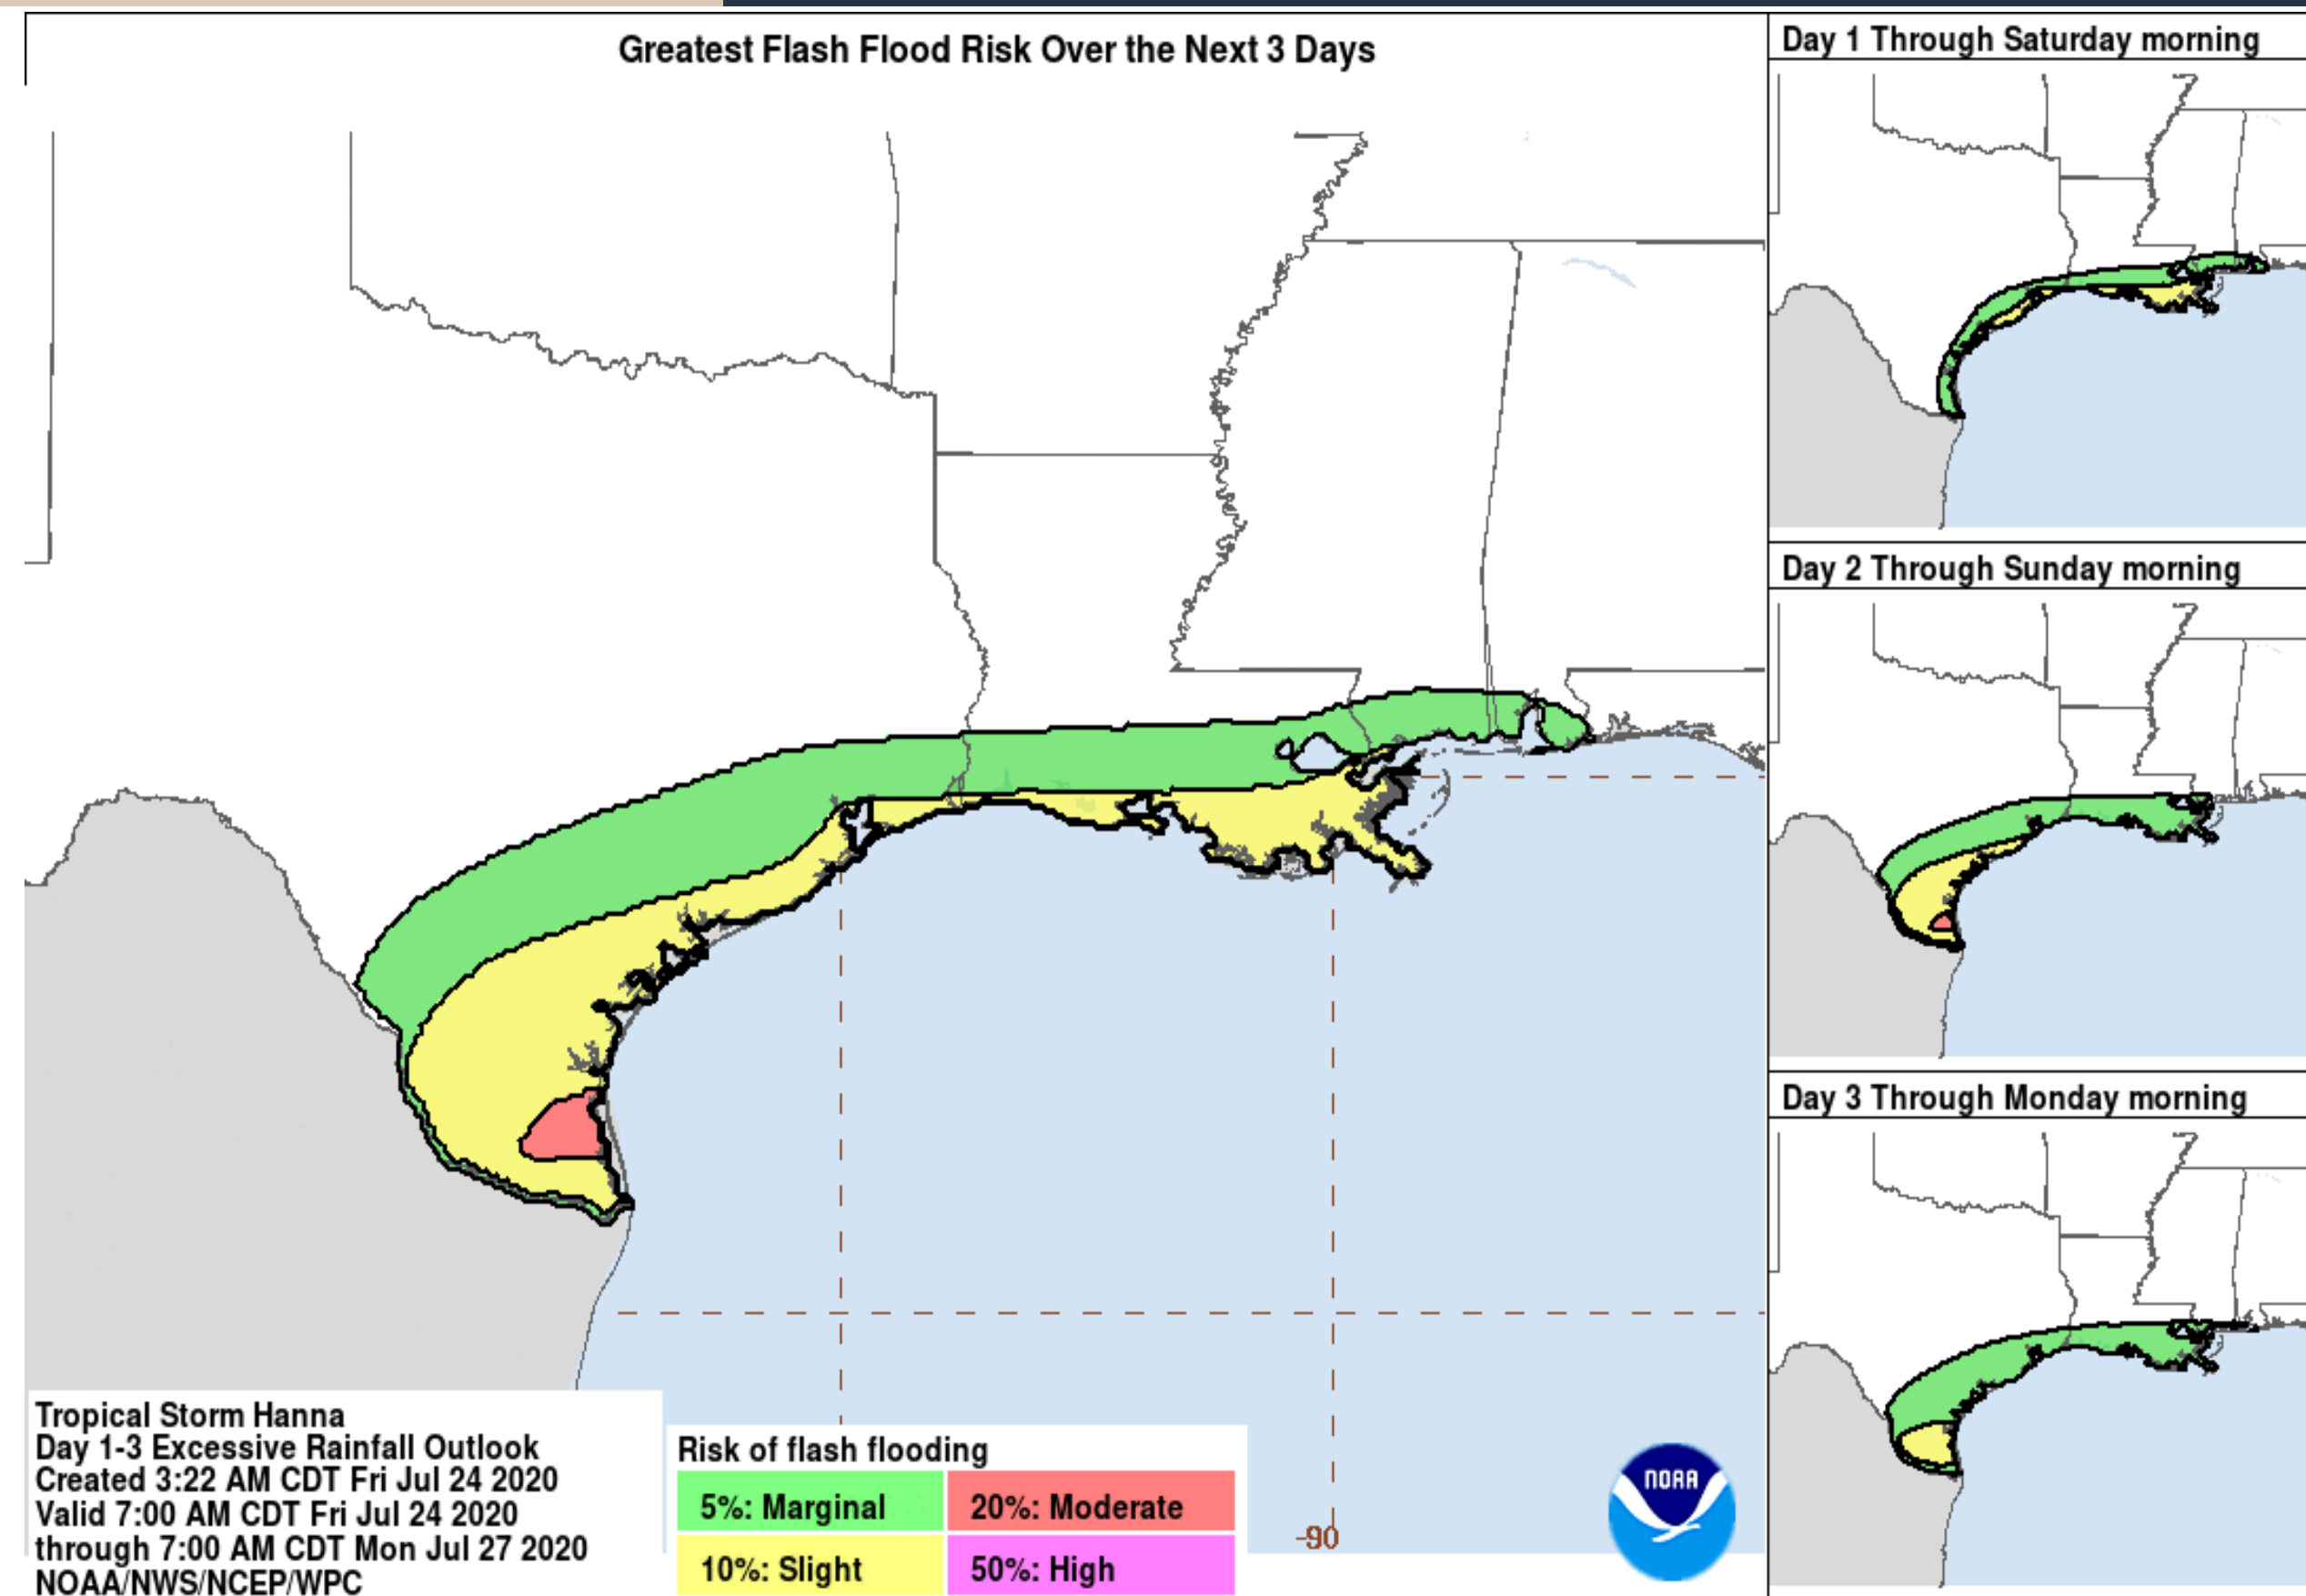 Greatest Flash Flood Risk Over the Next 3 Days
Day 1 Through Saturday morning
Day 2 Through Sunday morning
Day 3 Through Monday morning
Tropical Storm Hanna
Day 1-3 Excessive Rainfall Outlook
Created 3:22 AM CDT Fri Jul 24 2020
Valid 7:00 AM CDT Fri Jul 24 2020
through 7:00 AM CDT Mon Jul 27 2020
NOAA/NWS/NCEP/WPC
Risk of flash flooding
5%: Marginal
20%: Moderate
10%: Slight
50%: High
-90
NOAA